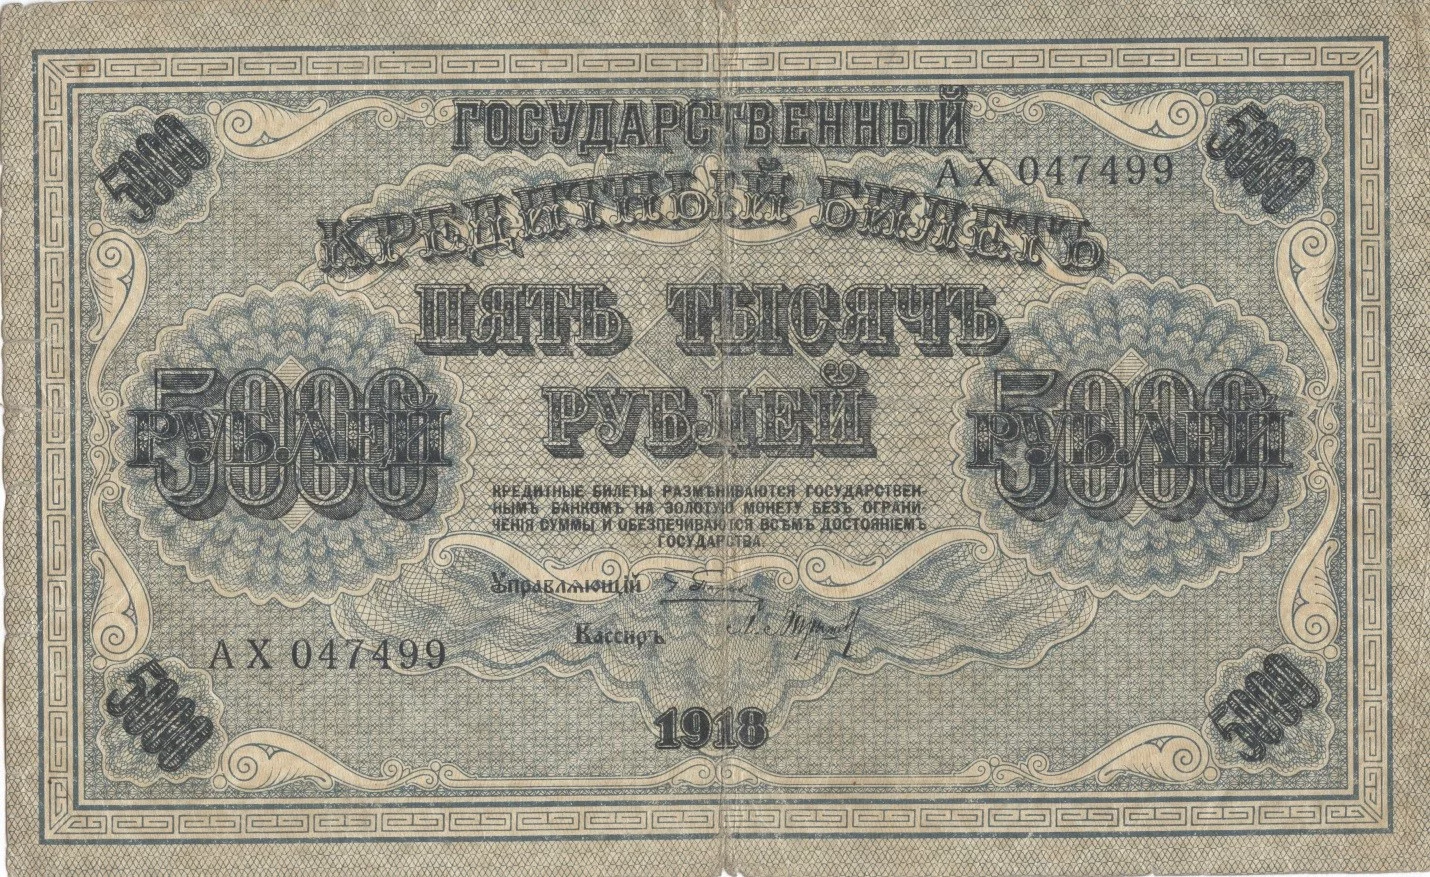 5000
ГОСУДАРСТВЕННЫЙ
5000
АХ 047499
КРЕДИТНЫЙ БИЛЕТЪ
ПЯТЬ ТЫСЯЧЪ
РУБЛЕЙ
5000
РУБЛЕЙ
5000
РУБЛЕЙ
КРЕДИТНЫЕ БИЛЕТЫ РАЗМѢНИВАЮТСЯ ГОСУДАРСТВЕН-
НЫМЪ БАНКОМЪ НА ЗОЛОТУЮ МОНЕТУ БЕЗЪ ОГРАНИ-
ЧЕНІЯ СУММЫ И ОБЕЗПЕЧИВАЮТСЯ ВСѢМЪ ДОСТОЯНІЕМЪ
ГОСУДАРСТВА
Управляющій
Кассиръ
АХ 047499
5000
1918
5000